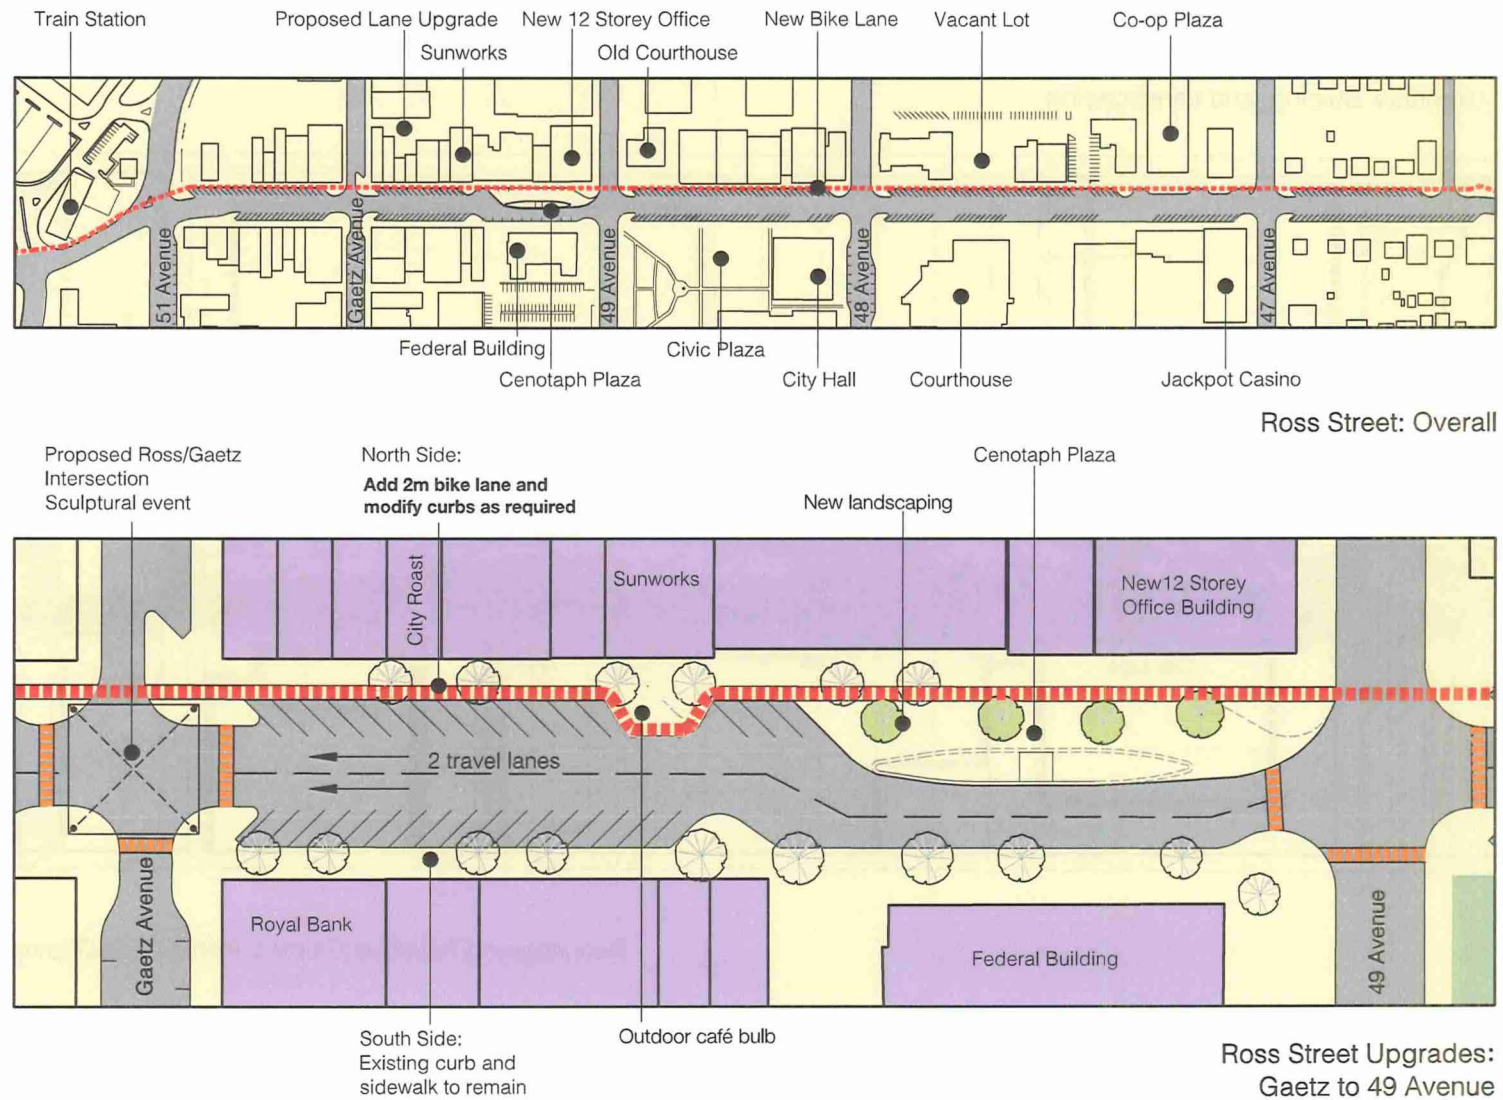 Train Station
Proposed Lane Upgrade
New 12 Storey Office
New Bike Lane
Vacant Lot
Co-op Plaza
Sunworks
Old Courthouse
51 Avenue
Gaetz Avenue
49 Avenue
48 Avenue
47 Avenue
Federal Building
Civic Plaza
Cenotaph Plaza
City Hall
Courthouse
Jackpot Casino
Ross Street: Overall
Proposed Ross/Gaetz
Intersection
Sculptural event
North Side:
Add 2m bike lane and
modify curbs as required
New landscaping
Cenotaph Plaza
City Roast
Sunworks
New12 Storey
Office Building
2 travel lanes
Gaetz Avenue
Royal Bank
Federal Building
49 Avenue
South Side:
Existing curb and
sidewalk to remain
Outdoor café bulb
Ross Street Upgrades:
Gaetz to 49 Avenue